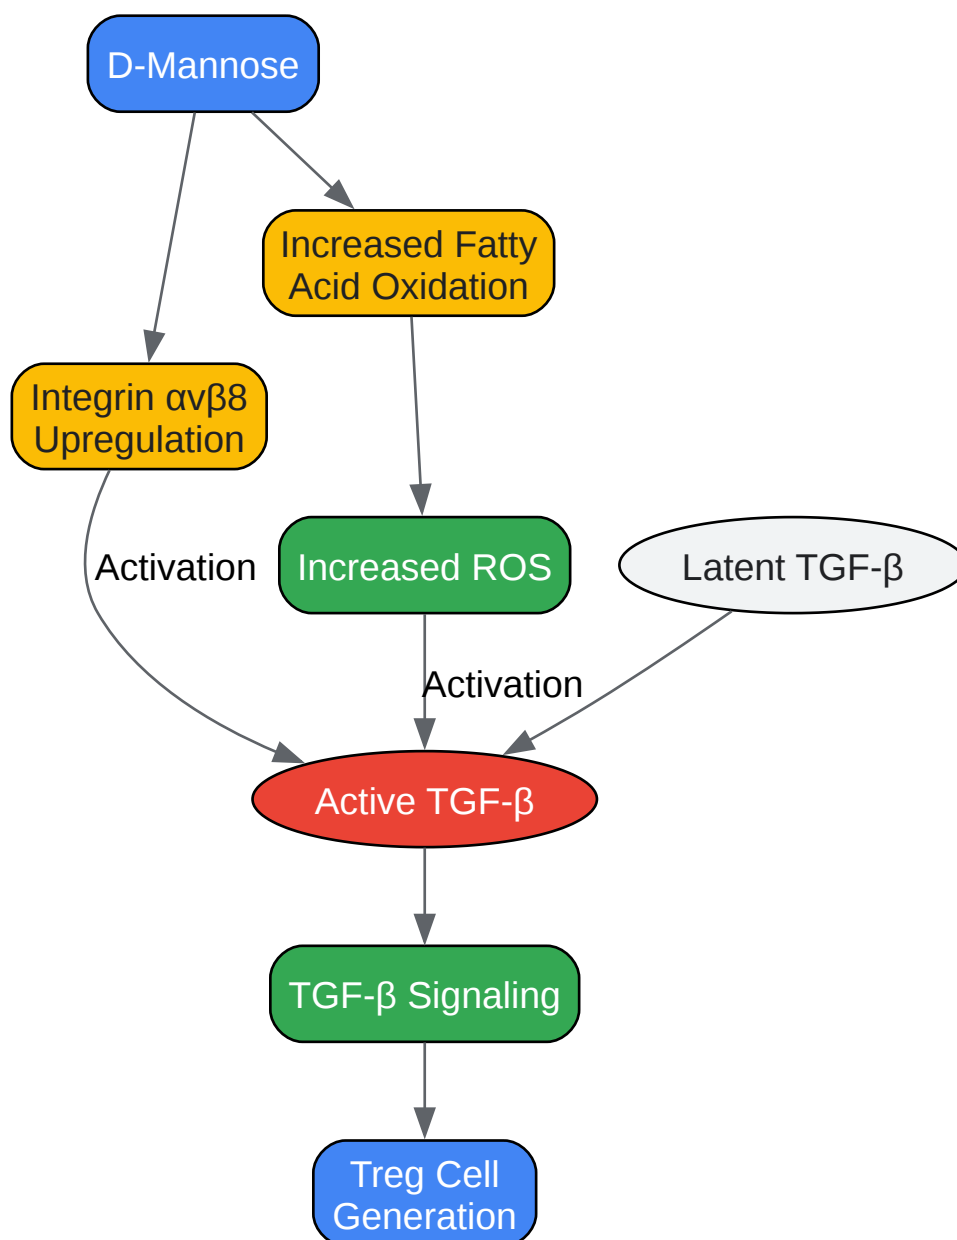 D-Mannose
Increased Fatty
Acid Oxidation
Integrin αvβ8
Upregulation
Activation
Increased ROS
Latent TGF-β
Activation
Active TGF-β
TGF-β Signaling
Treg Cell
Generation